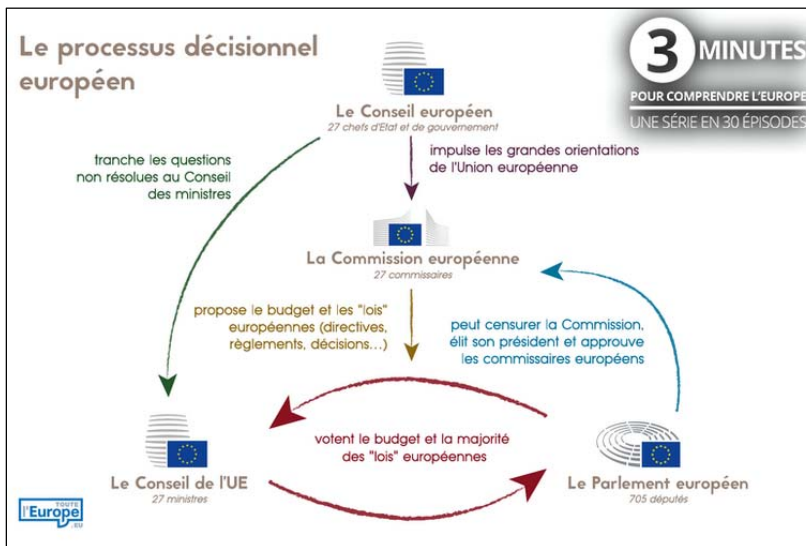 Le processus décisionnel
européen
3 MINUTES
POUR COMPRENDRE L'EUROPE
UNE SÉRIE EN 30 ÉPISODES
Le Conseil européen
27 chefs d'Etat et de gouvernement
tranche les questions
non résolues au Conseil
des ministres
impulse les grandes orientations
de l'Union européenne
La Commission européenne
27 commissaires
propose le budget et les "lois"
européennes (directives,
règlements, décisions...)
peut censurer la Commission,
élit son président et approuve
les commissaires européens
votent le budget et la majorité
des "lois" européennes
Le Conseil de l'UE
27 ministres
Le Parlement européen
705 députés
TOUTE
l'Europe
.EU